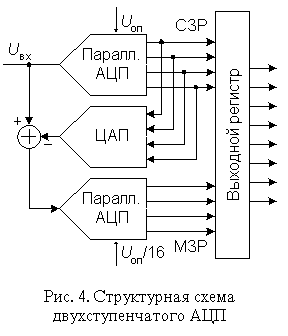 Uоп
СЗР
Uвх
Паралл.
АЦП
ЦАП
+
−
Выходной регистр
Паралл.
АЦП
МЗР
Uоп/16
Рис. 4. Структурная схема
двухступенчатого АЦП